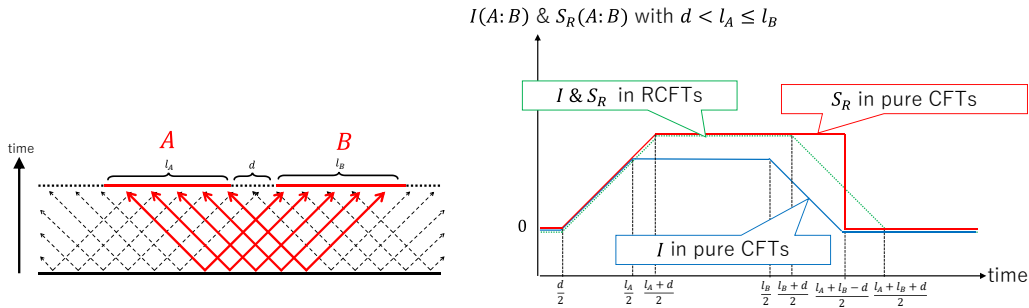 I(A:B) & S_R(A:B) with d < l_A ≤ l_B
I & S_R in RCFTs
S_R in pure CFTs
A
B
time
l_A
d
l_B
0
I in pure CFTs
time
d/2
l_A/2
(l_A + d)/2
l_B/2
(l_B + d)/2
(l_A + l_B − d)/2
(l_A + l_B + d)/2